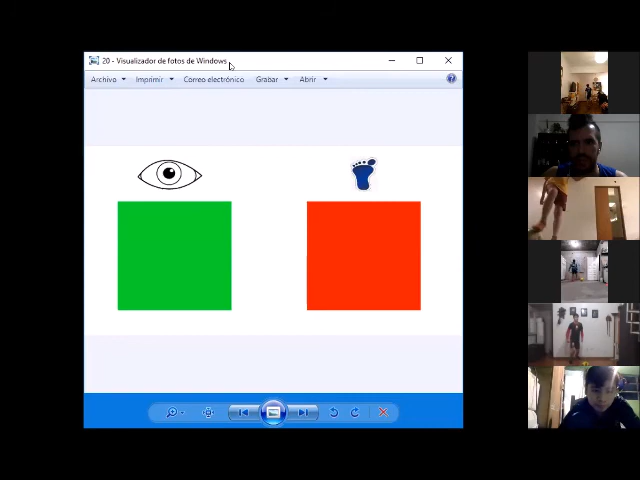 20 - Visualizador de fotos de Windows
Archivo Imprimir Correo electrónico Grabar Abrir